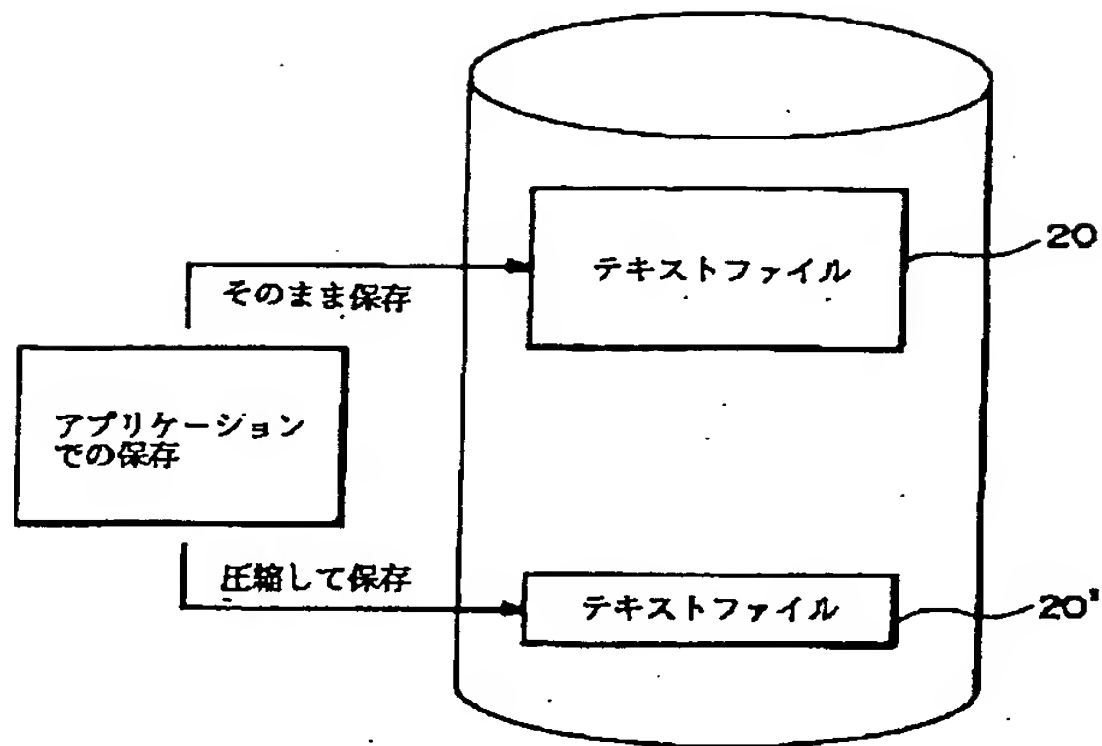 テキストファイル
20
そのまま保存
アプリケーション
での保存
圧縮して保存
テキストファイル
20'